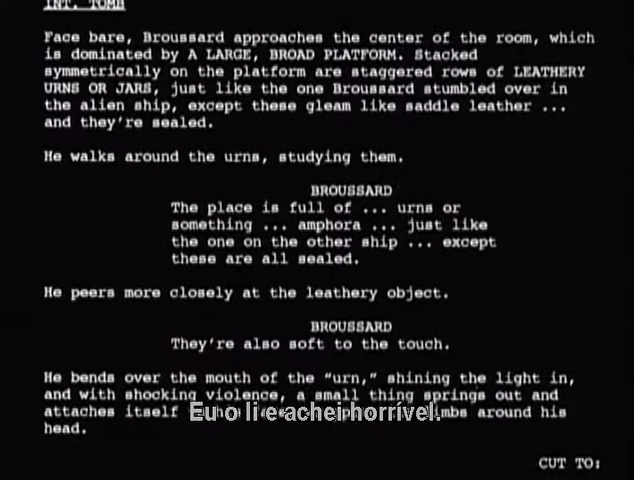 INT. TOMB
Face bare, Broussard approaches the center of the room, which
is dominated by A LARGE, BROAD PLATFORM. Stacked
symmetrically on the platform are staggered rows of LEATHERY
URNS OR JARS, just like the one Broussard stumbled over in
the alien ship, except these gleam like saddle leather ...
and they're sealed.
He walks around the urns, studying them.
BROUSSARD
The place is full of ... urns or
something ... amphora ... just like
the one on the other ship ... except
these are all sealed.
He peers more closely at the leathery object.
BROUSSARD
They're also soft to the touch.
He bends over the mouth of the "urn," shining the light in,
and with shocking violence, a small thing springs out and
attaches itself around his
head.
Eu o li e achei horrível.
CUT TO: